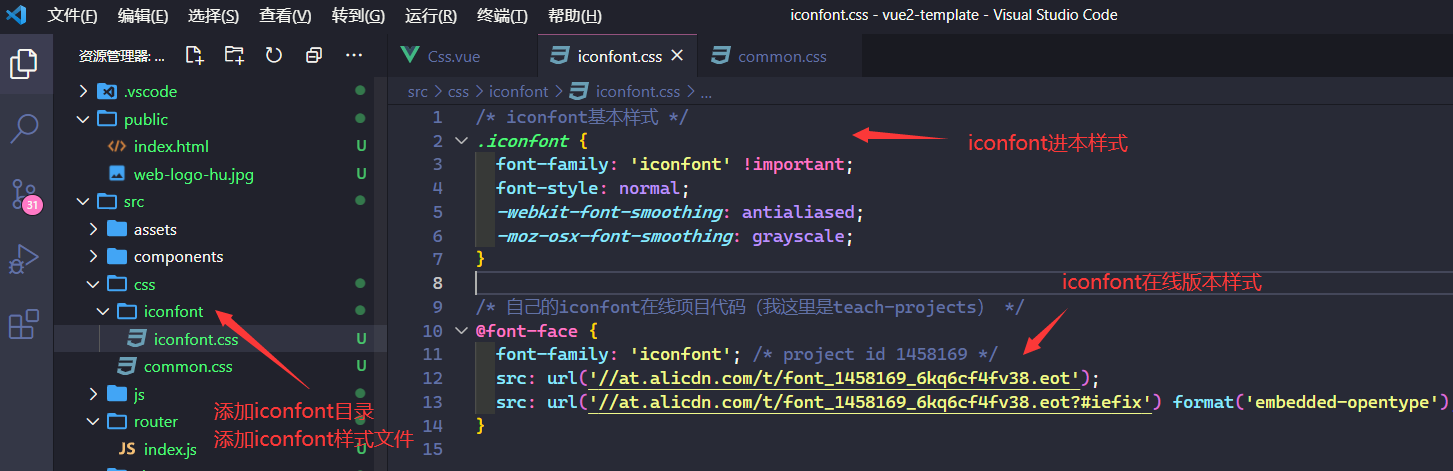 文件(F) 编辑(E) 选择(S) 查看(V) 转到(G) 运行(R) 终端(T) 帮助(H) iconfont.css - vue2-template - Visual Studio Code
资源管理器: ...
.vscode
public
index.html U
web-logo-hu.jpg U
src
assets
components
css
iconfont
iconfont.css U
common.css U
js
router
index.js U
31
添加iconfont目录
添加iconfont样式文件
Css.vue iconfont.css common.css
src > css > iconfont > iconfont.css > ...
1 /* iconfont基本样式 */
2 .iconfont {
3 font-family: 'iconfont' !important;
4 font-style: normal;
5 -webkit-font-smoothing: antialiased;
6 -moz-osx-font-smoothing: grayscale;
7 }
8
9 /* 自己的iconfont在线项目代码（我这里是teach-projects） */
10 @font-face {
11 font-family: 'iconfont'; /* project id 1458169 */
12 src: url('//at.alicdn.com/t/font_1458169_6kq6cf4fv38.eot');
13 src: url('//at.alicdn.com/t/font_1458169_6kq6cf4fv38.eot?#iefix') format('embedded-opentype')
14 }
15
iconfont进本样式
iconfont在线版本样式